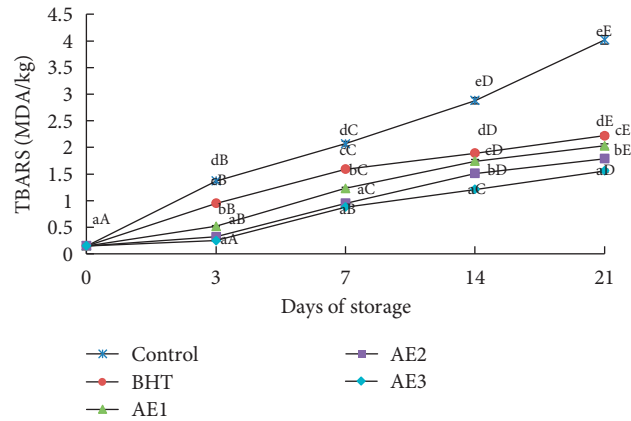 TBARS (MDA/kg)
4.5
4
3.5
3
2.5
2
1.5
1
0.5
0
aA
dB
cB
bB
aB
aA
dC
cC
bC
aC
aB
eD
dD
cD
bD
aC
eE
dE
cE
bE
aD
0
3
7
14
21
Days of storage
Control
BHT
AE1
AE2
AE3